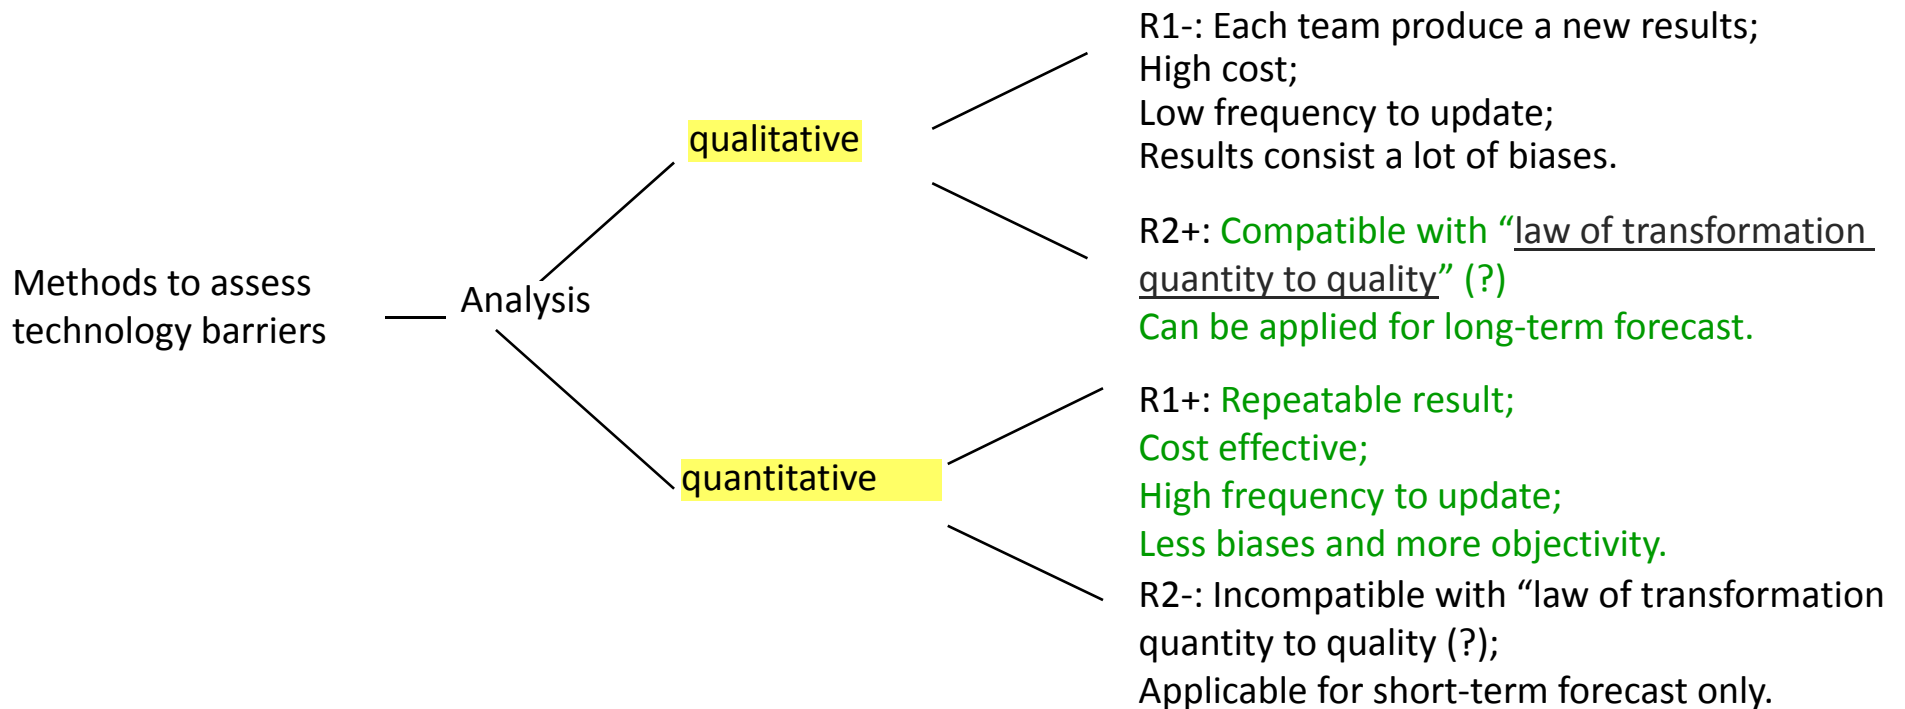 Methods to assess
technology barriers
Analysis
qualitative
R1-: Each team produce a new results;
High cost;
Low frequency to update;
Results consist a lot of biases.
R2+: Compatible with “law of transformation
quantity to quality” (?)
Can be applied for long-term forecast.
quantitative
R1+: Repeatable result;
Cost effective;
High frequency to update;
Less biases and more objectivity.
R2-: Incompatible with “law of transformation
quantity to quality (?);
Applicable for short-term forecast only.